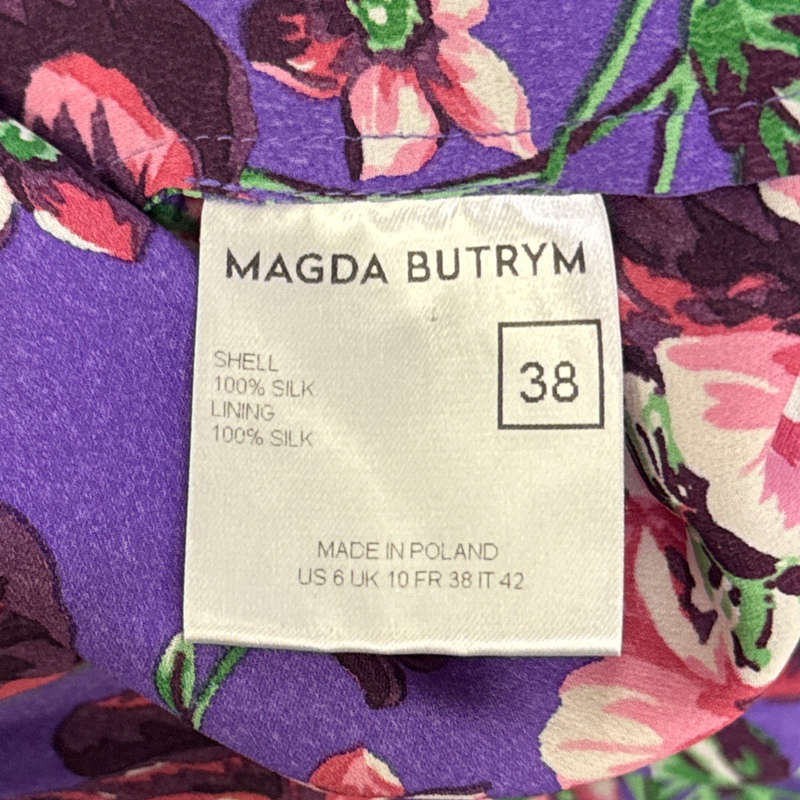 MAGDA BUTRYM
38
SHELL
100% SILK
LINING
100% SILK
MADE IN POLAND
US 6 UK 10 FR 38 IT 42